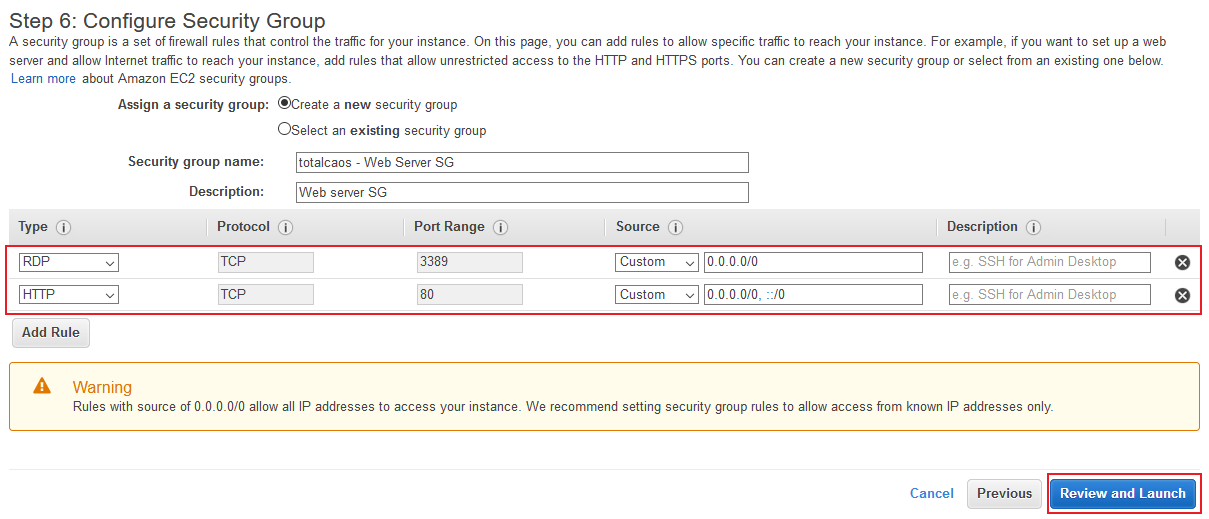 Step 6: Configure Security Group
A security group is a set of firewall rules that control the traffic for your instance. On this page, you can add rules to allow specific traffic to reach your instance. For example, if you want to set up a web
server and allow Internet traffic to reach your instance, add rules that allow unrestricted access to the HTTP and HTTPS ports. You can create a new security group or select from an existing one below.
Learn more about Amazon EC2 security groups.
Assign a security group: Create a new security group
Select an existing security group
Security group name: totalcaos - Web Server SG
Description: Web server SG
Type i Protocol i Port Range i Source i Description i
RDP TCP 3389 Custom 0.0.0.0/0 e.g. SSH for Admin Desktop
HTTP TCP 80 Custom 0.0.0.0/0, ::/0 e.g. SSH for Admin Desktop
Add Rule
Warning
Rules with source of 0.0.0.0/0 allow all IP addresses to access your instance. We recommend setting security group rules to allow access from known IP addresses only.
Cancel Previous Review and Launch